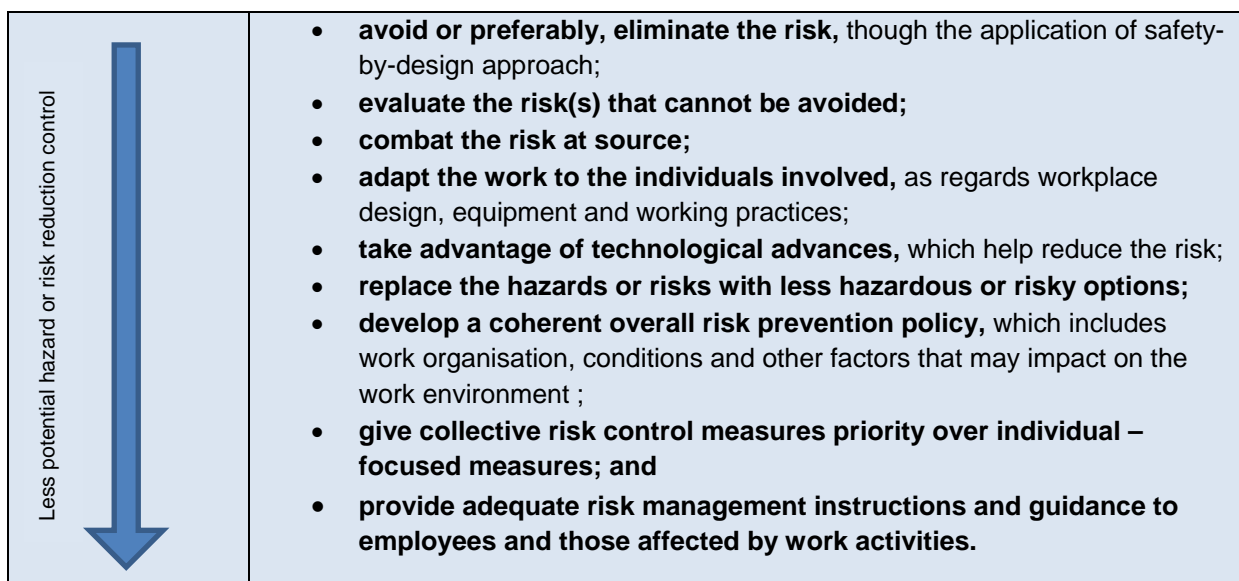 Less potential hazard or risk reduction control
• avoid or preferably, eliminate the risk, though the application of safety-
by-design approach;
• evaluate the risk(s) that cannot be avoided;
• combat the risk at source;
• adapt the work to the individuals involved, as regards workplace
design, equipment and working practices;
• take advantage of technological advances, which help reduce the risk;
• replace the hazards or risks with less hazardous or risky options;
• develop a coherent overall risk prevention policy, which includes
work organisation, conditions and other factors that may impact on the
work environment ;
• give collective risk control measures priority over individual –
focused measures; and
• provide adequate risk management instructions and guidance to
employees and those affected by work activities.